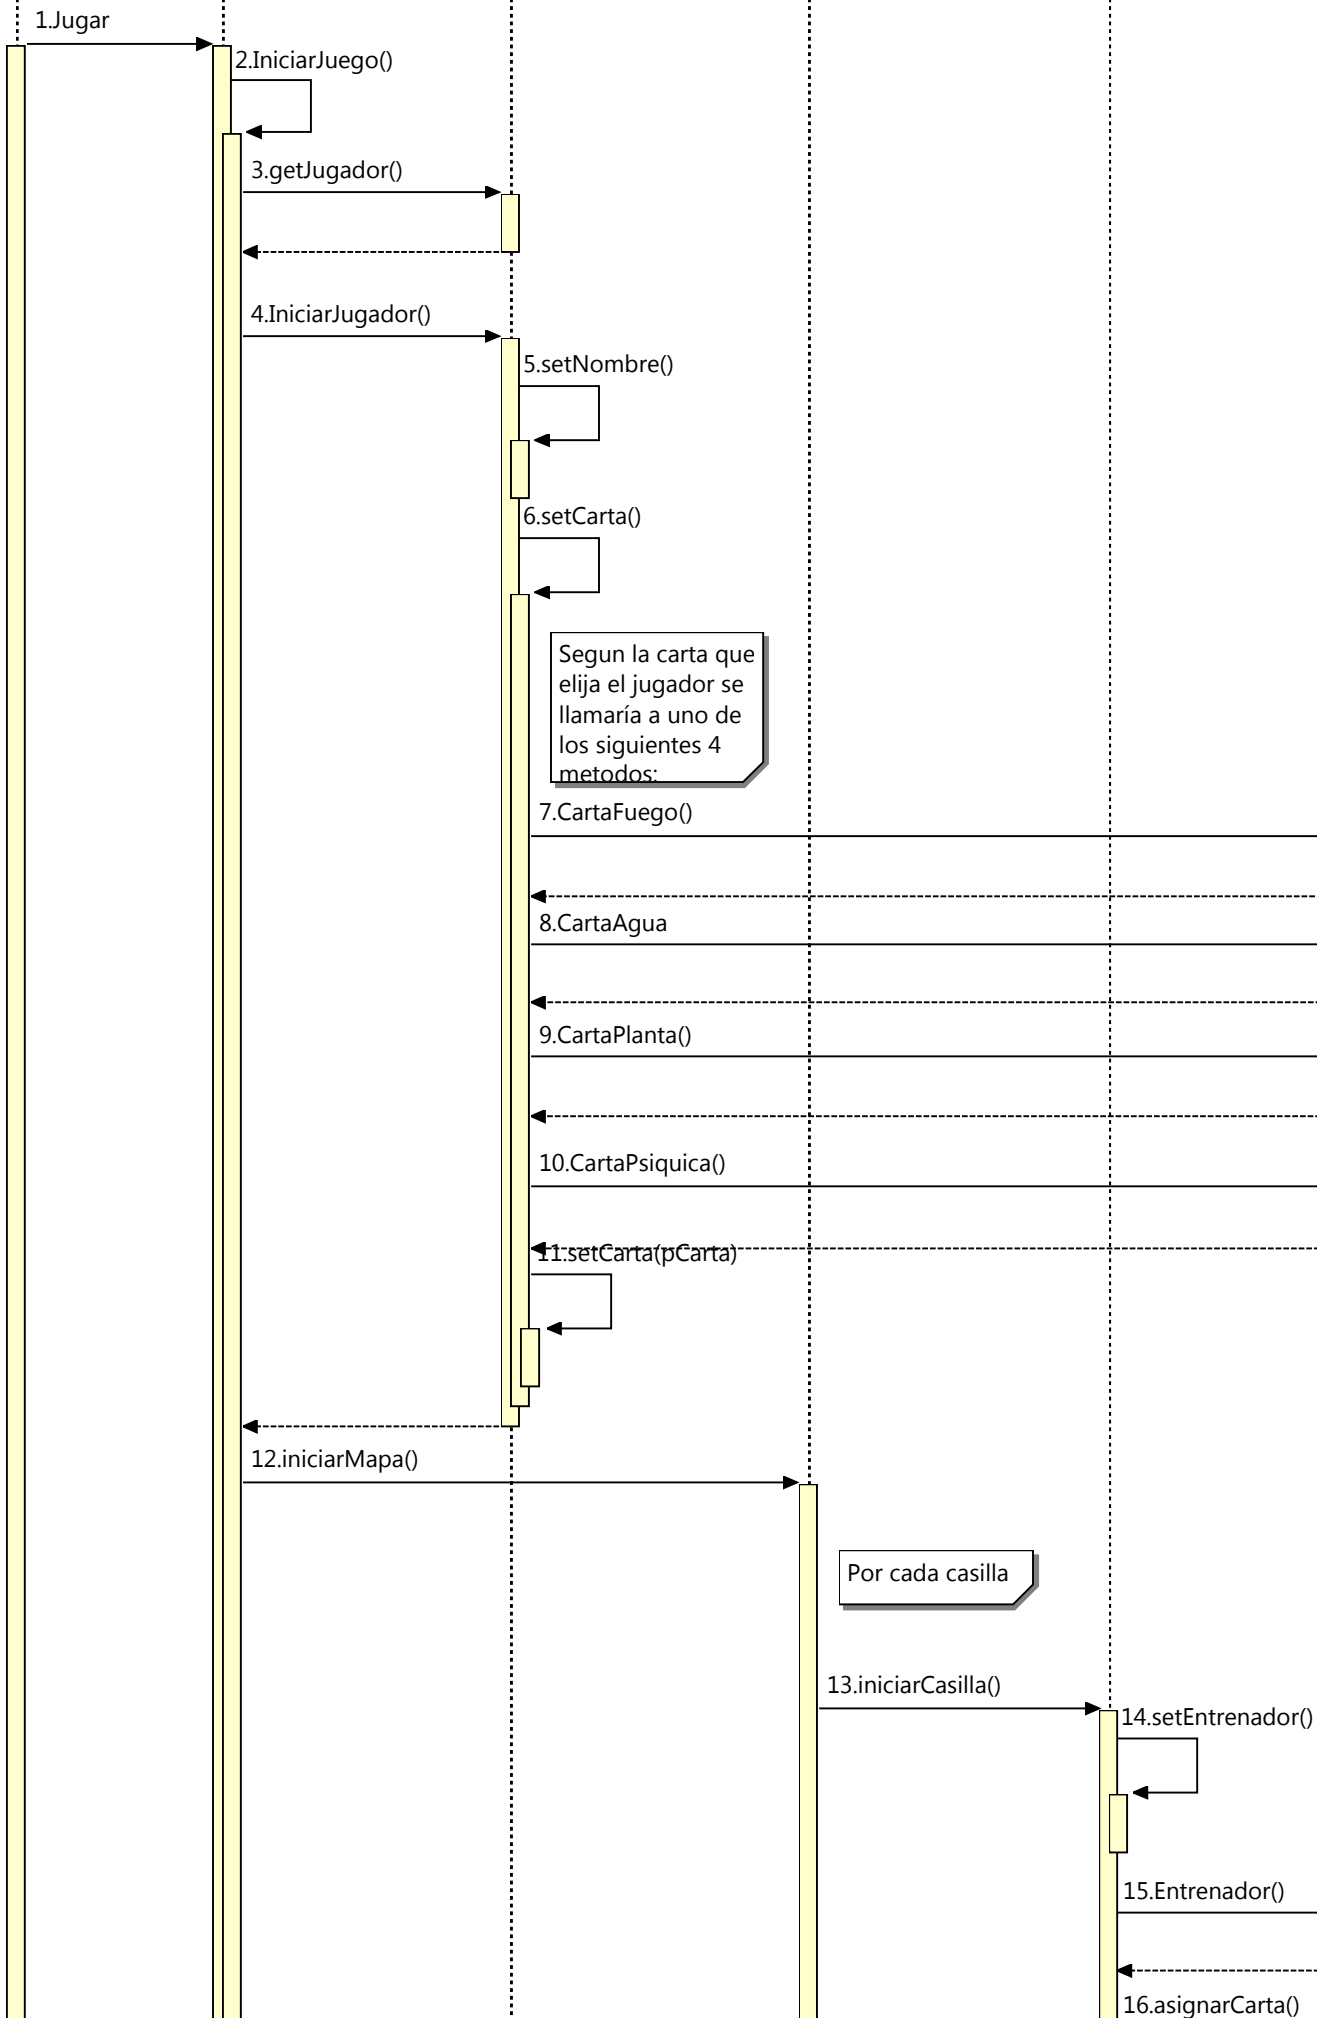 1.Jugar
2.IniciarJuego()
3.getJugador()
4.IniciarJugador()
5.setNombre()
6.setCarta()
Segun la carta que
elija el jugador se
llamaría a uno de
los siguientes 4
metodos:
7.CartaFuego()
8.CartaAgua
9.CartaPlanta()
10.CartaPsiquica()
11.setCarta(pCarta)
12.iniciarMapa()
Por cada casilla
13.iniciarCasilla()
14.setEntrenador()
15.Entrenador()
16.asignarCarta()